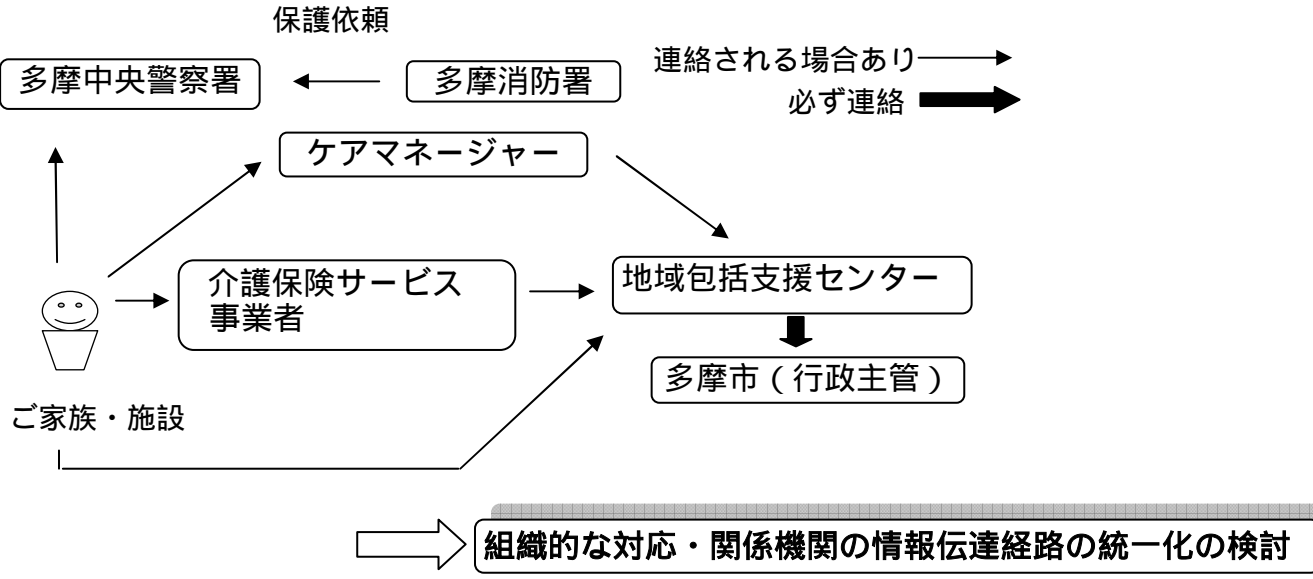 保護依頼
多摩中央警察署
多摩消防署
連絡される場合あり
必ず連絡
ケアマネージャー
介護保険サービス
事業者
地域包括支援センター
多摩市（行政主管）
ご家族・施設
組織的な対応・関係機関の情報伝達経路の統一化の検討